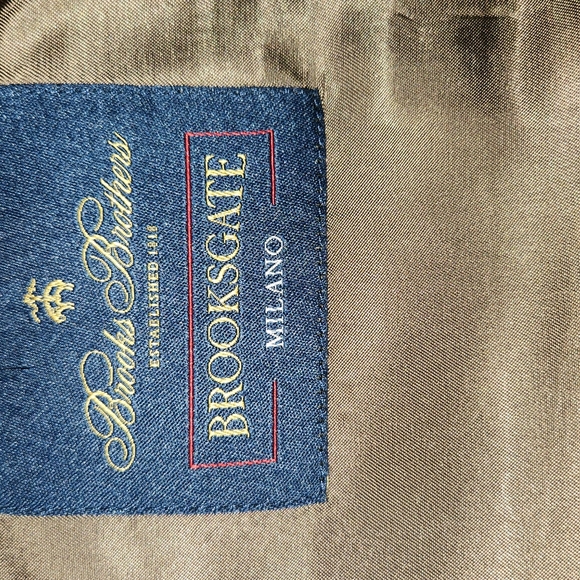 Brooks Brothers
ESTABLISHED 1818
BROOKSGATE
MILANO